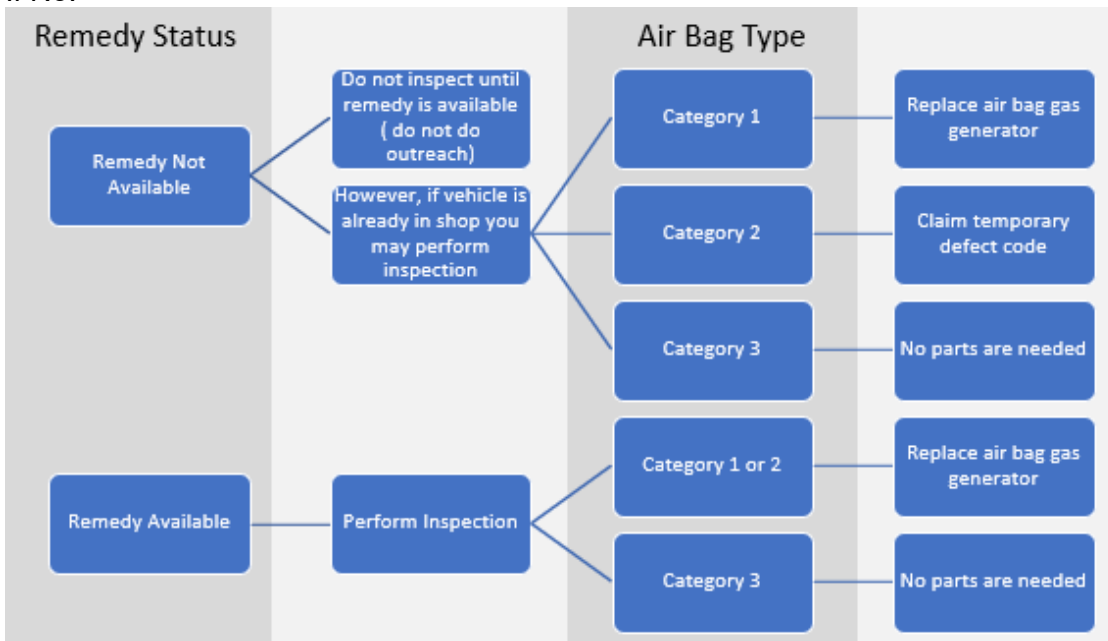 Remedy Status
Air Bag Type
Do not inspect until
remedy is available
( do not do
outreach)
Remedy Not
Available
However, if vehicle is
already in shop you
may perform
inspection
Category 1
Replace air bag gas
generator
Category 2
Claim temporary
defect code
Category 3
No parts are needed
Remedy Available
Perform Inspection
Category 1 or 2
Replace air bag gas
generator
Category 3
No parts are needed